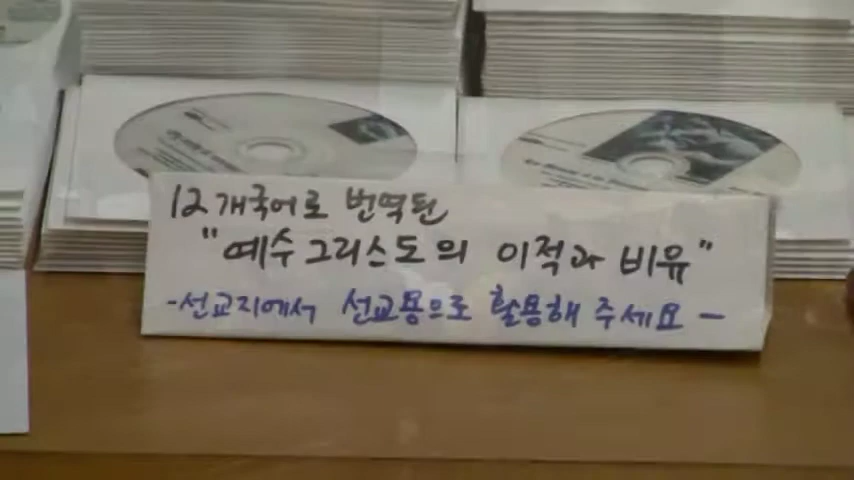 12개국어로 번역된
"예수그리스도의 이적과 비유"
-선교지에서 선교용으로 활용해 주세요-